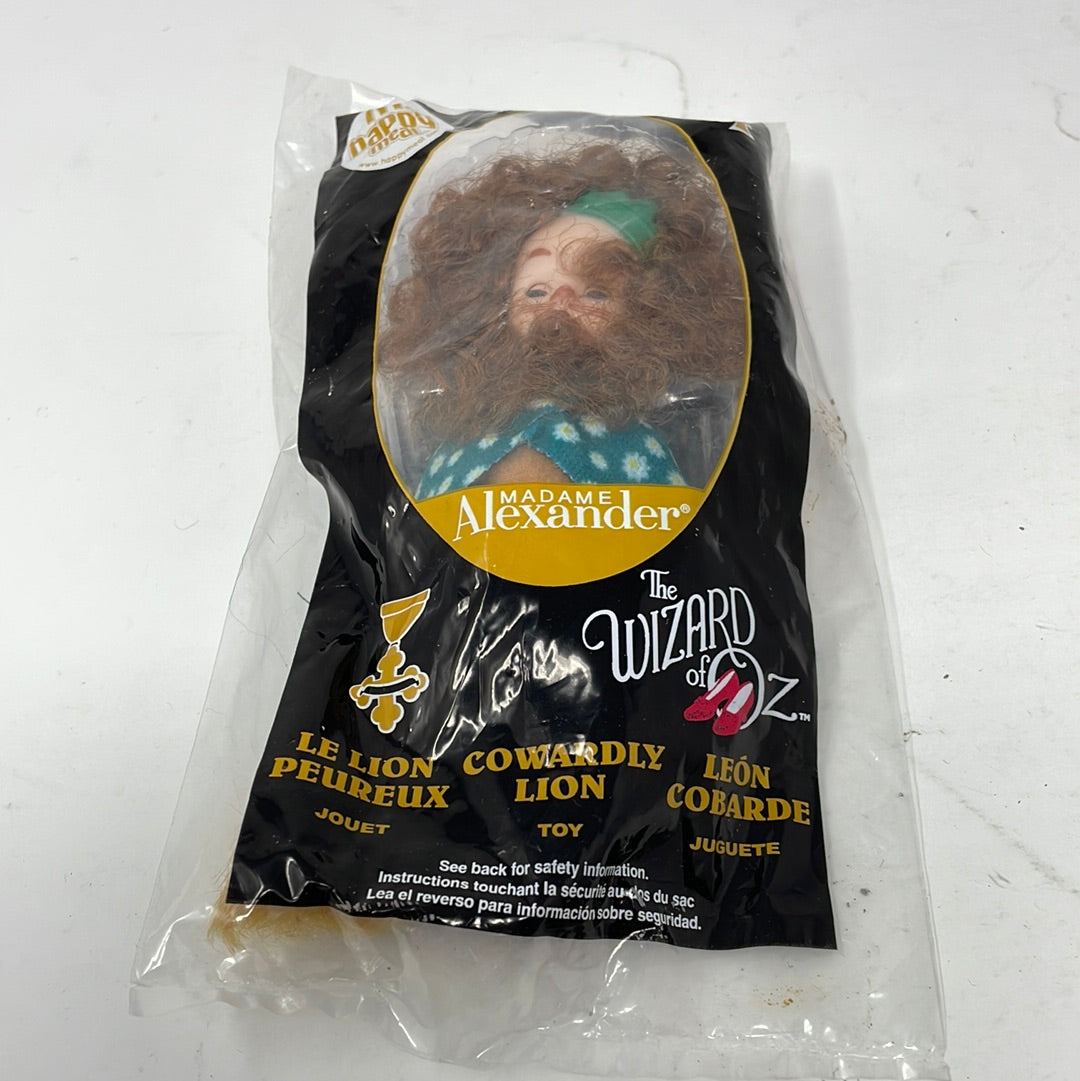 happy
meal
MADAME
Alexander®
The
WIZARD
of OZ™
LE LION
PEUREUX
JOUET
COWARDLY
LION
TOY
LEÓN
COBARDE
JUGUETE
See back for safety information.
Instructions touchant la sécurité au dos du sac
Lea el reverso para información sobre seguridad.